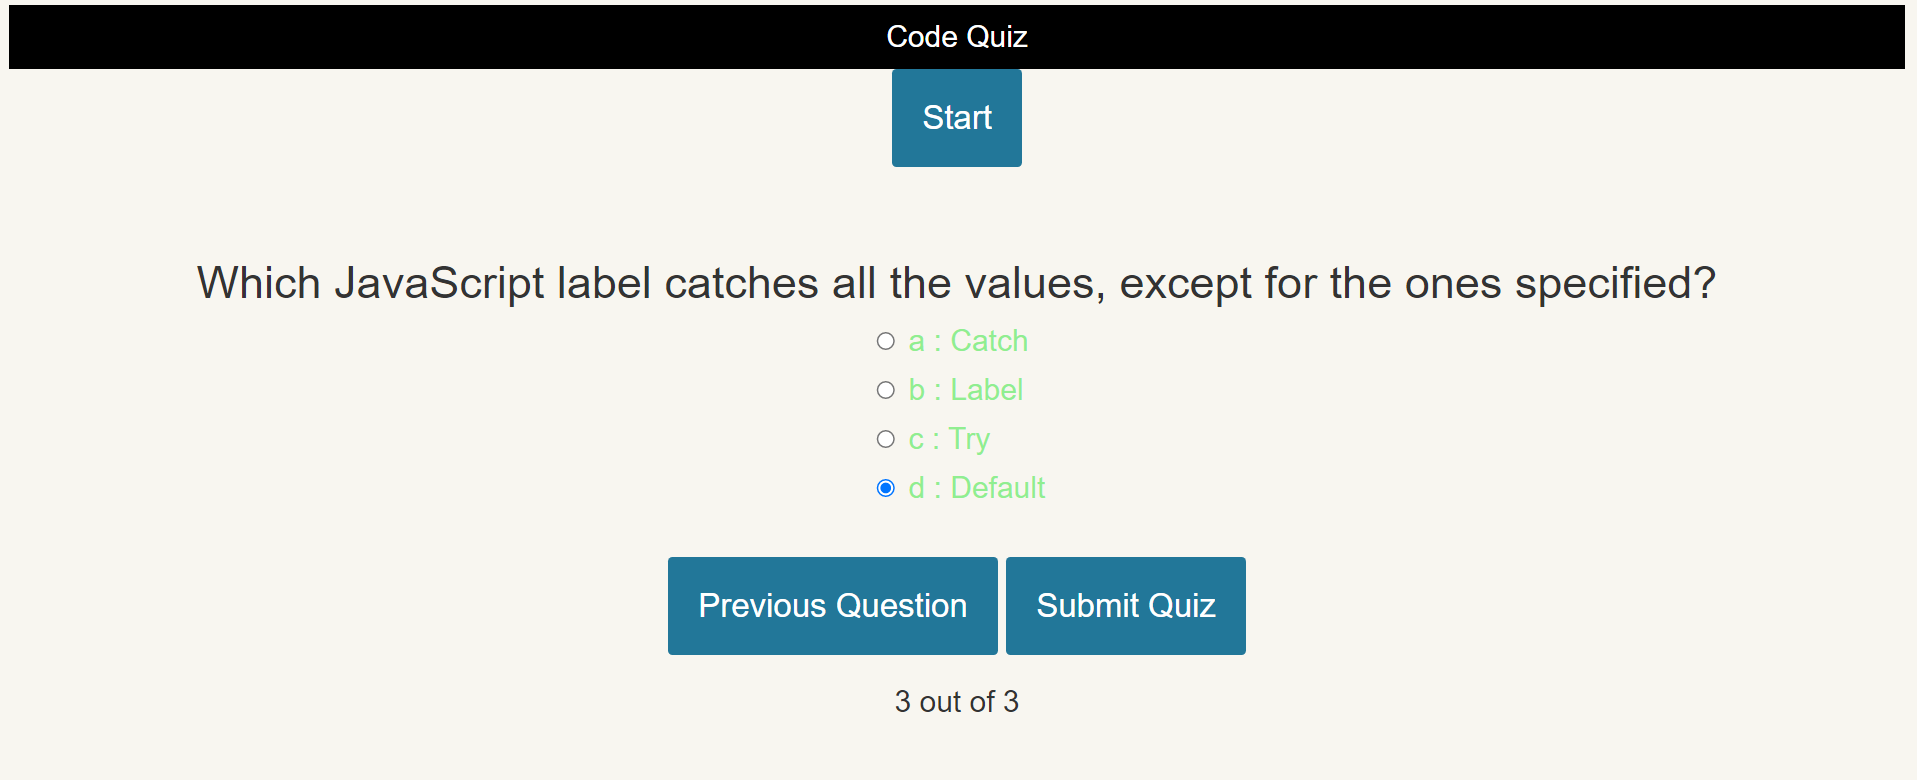 Code Quiz
Start
Which JavaScript label catches all the values, except for the ones specified?
a : Catch
b : Label
c : Try
d : Default
Previous Question Submit Quiz
3 out of 3